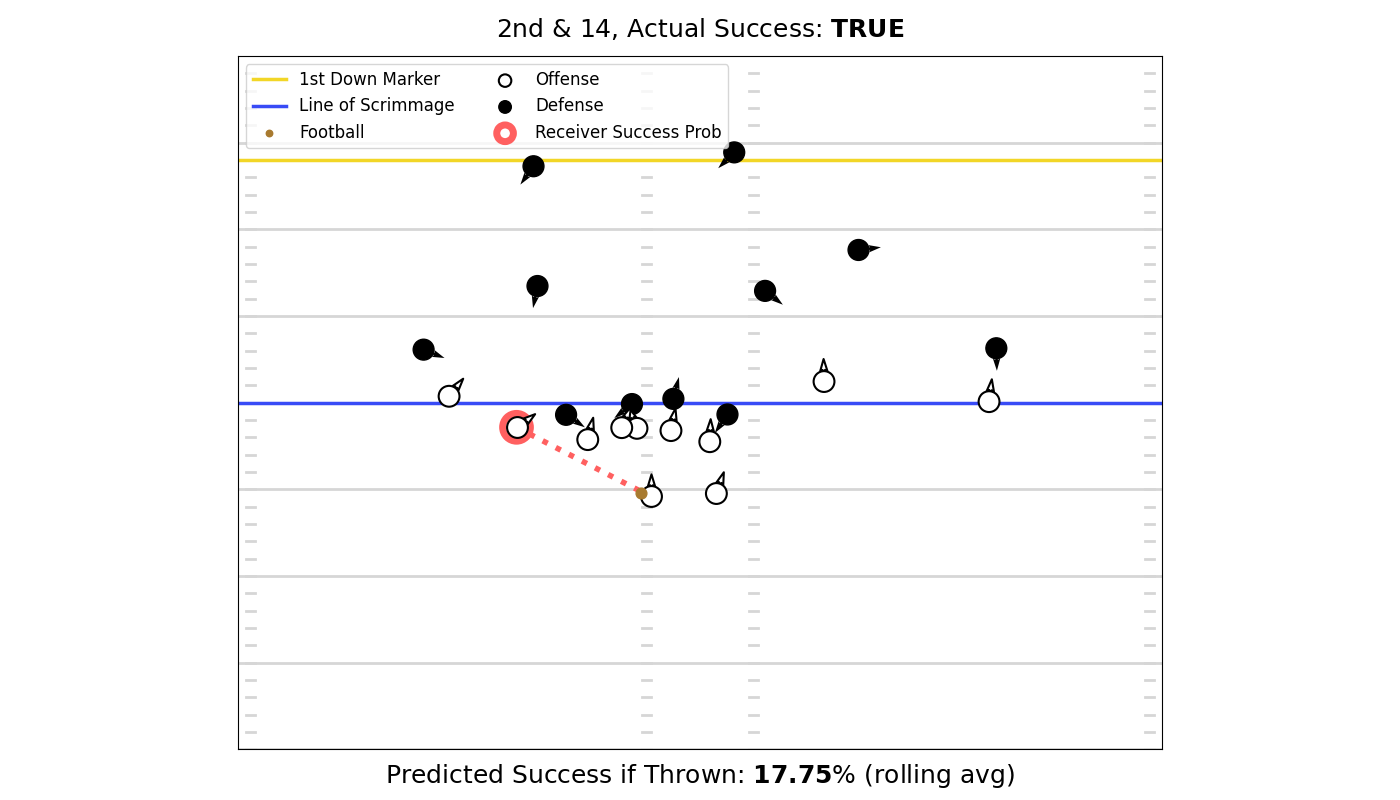 2nd & 14, Actual Success: TRUE
1st Down Marker
Line of Scrimmage
Football
Offense
Defense
Receiver Success Prob
Predicted Success if Thrown: 17.75% (rolling avg)